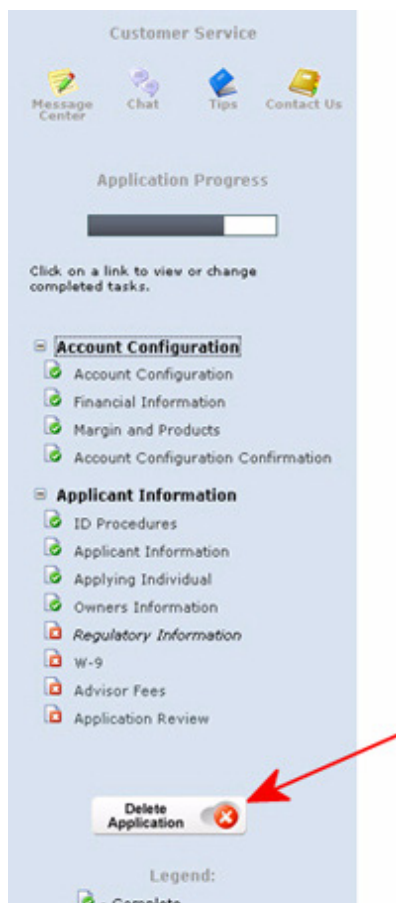 Customer Service
Message Center Chat Tips Contact Us
Application Progress
Click on a link to view or change
completed tasks.
Account Configuration
Account Configuration
Financial Information
Margin and Products
Account Configuration Confirmation
Applicant Information
ID Procedures
Applicant Information
Applying Individual
Owners Information
Regulatory Information
W-9
Advisor Fees
Application Review
Delete
Application
Legend:
- Complete